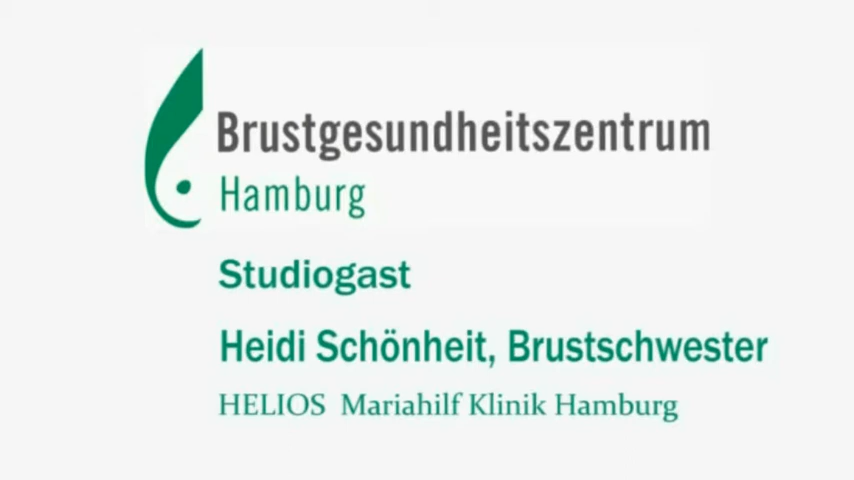 Brustgesundheitszentrum
Hamburg
Studiogast
Heidi Schönheit, Brustschwester
HELIOS Mariahilf Klinik Hamburg